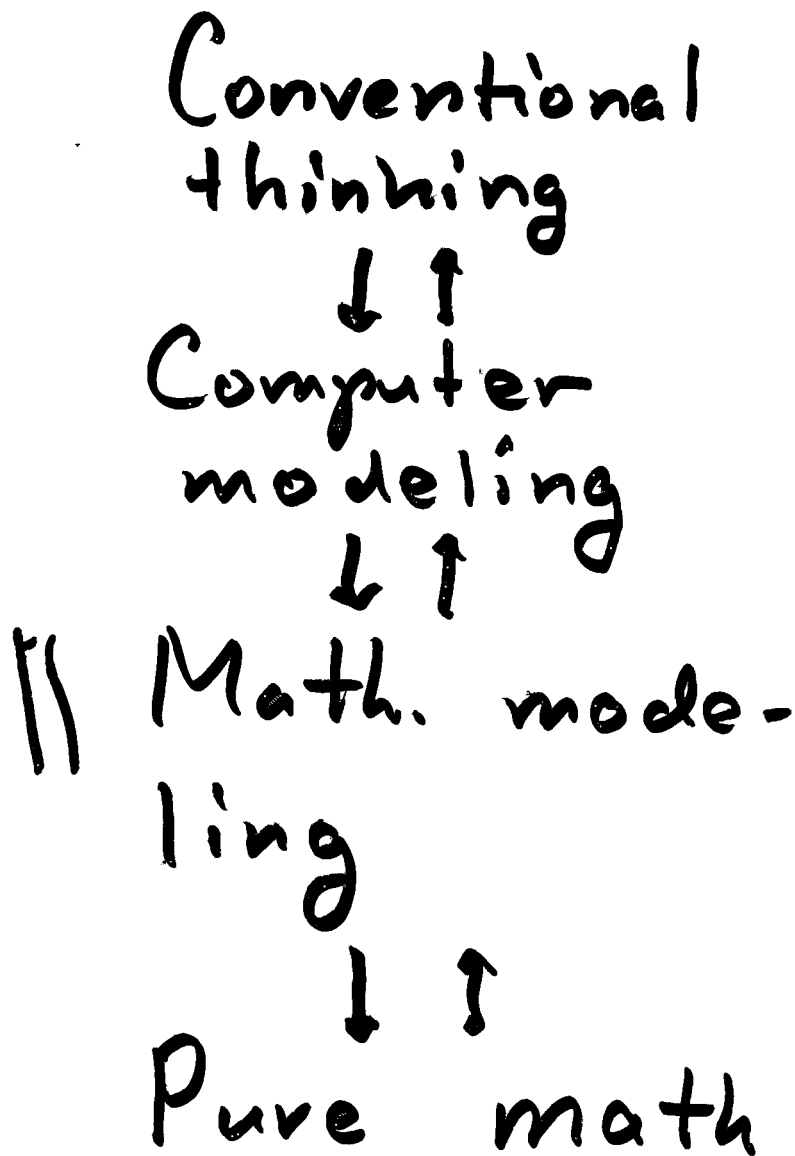 Conventional
thinking
↓ ↑
Computer
modeling
↓ ↑
Math. mode-
ling
↓ ↑
Pure math